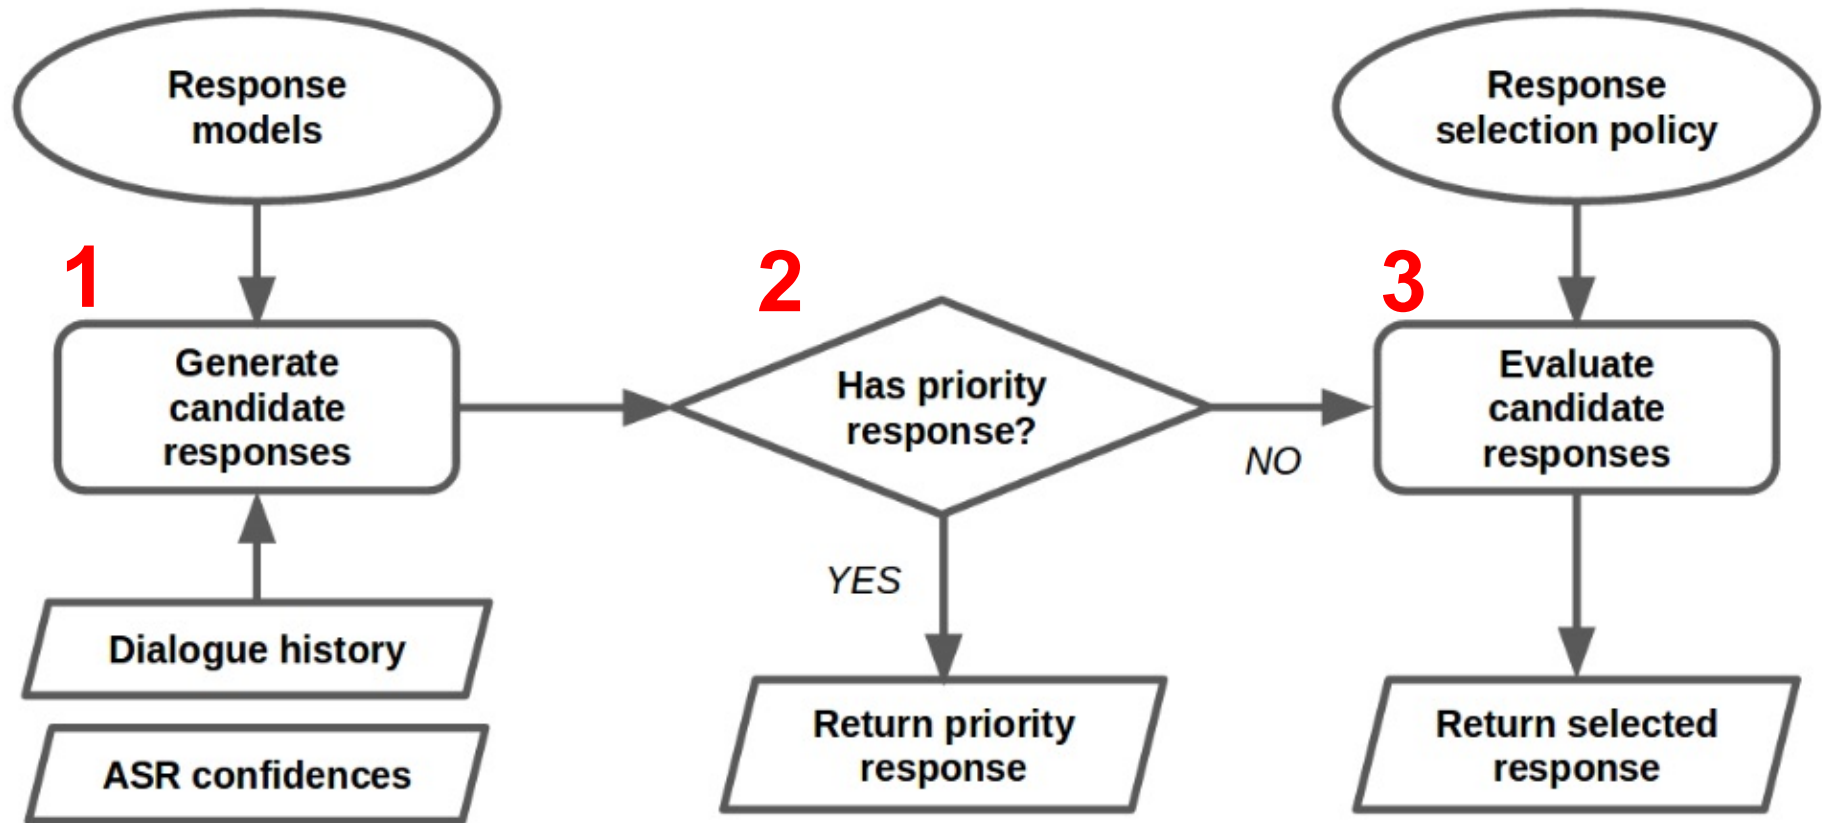 Response
models
Response
selection policy
1
2
3
Generate
candidate
responses
Has priority
response?
NO
Evaluate
candidate
responses
YES
Dialogue history
ASR confidences
Return priority
response
Return selected
response